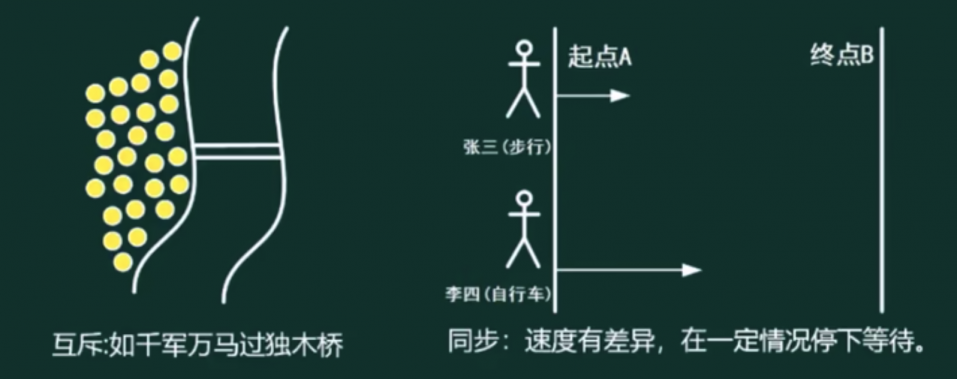 起点A
终点B
张三(步行)
李四(自行车)
互斥:如千军万马过独木桥
同步：速度有差异，在一定情况停下等待。